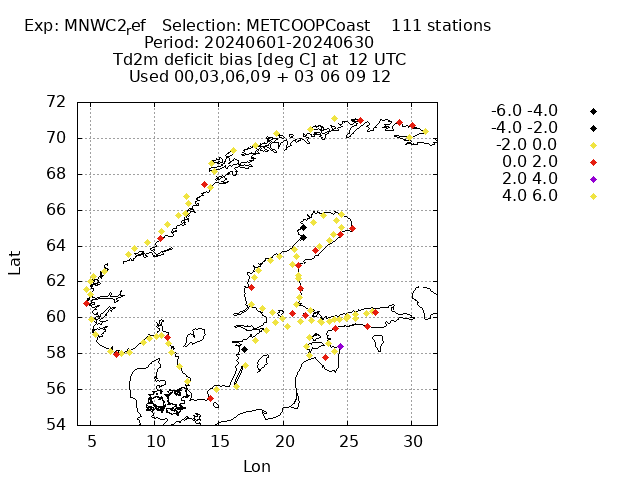 Exp: MNWC2ref Selection: METCOOPCoast 111 stations
Period: 20240601-20240630
Td2m deficit bias [deg C] at 12 UTC
Used 00,03,06,09 + 03 06 09 12
72
70
68
66
64
62
60
58
56
54
5 10 15 20 25 30
Lat
Lon
-6.0 -4.0
-4.0 -2.0
-2.0 0.0
0.0 2.0
2.0 4.0
4.0 6.0